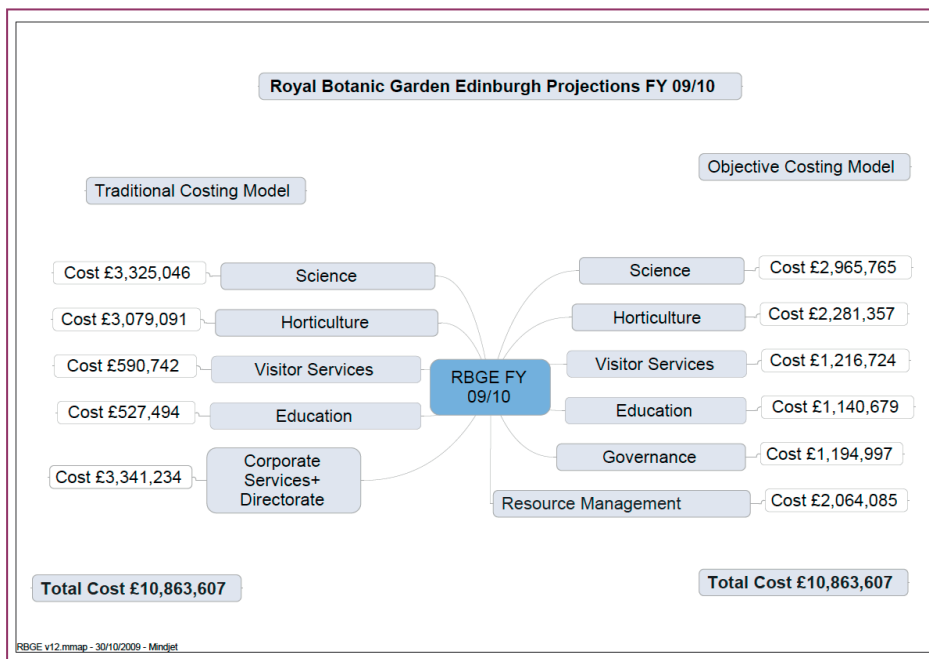 Royal Botanic Garden Edinburgh Projections FY 09/10
Traditional Costing Model
Objective Costing Model
Cost £3,325,046
Science
Cost £3,079,091
Horticulture
Cost £590,742
Visitor Services
Cost £527,494
Education
Cost £3,341,234
Corporate
Services+
Directorate
RBGE FY
09/10
Science
Cost £2,965,765
Horticulture
Cost £2,281,357
Visitor Services
Cost £1,216,724
Education
Cost £1,140,679
Governance
Cost £1,194,997
Resource Management
Cost £2,064,085
Total Cost £10,863,607
Total Cost £10,863,607
RBGE v12.mmap - 30/10/2009 - Mindjet